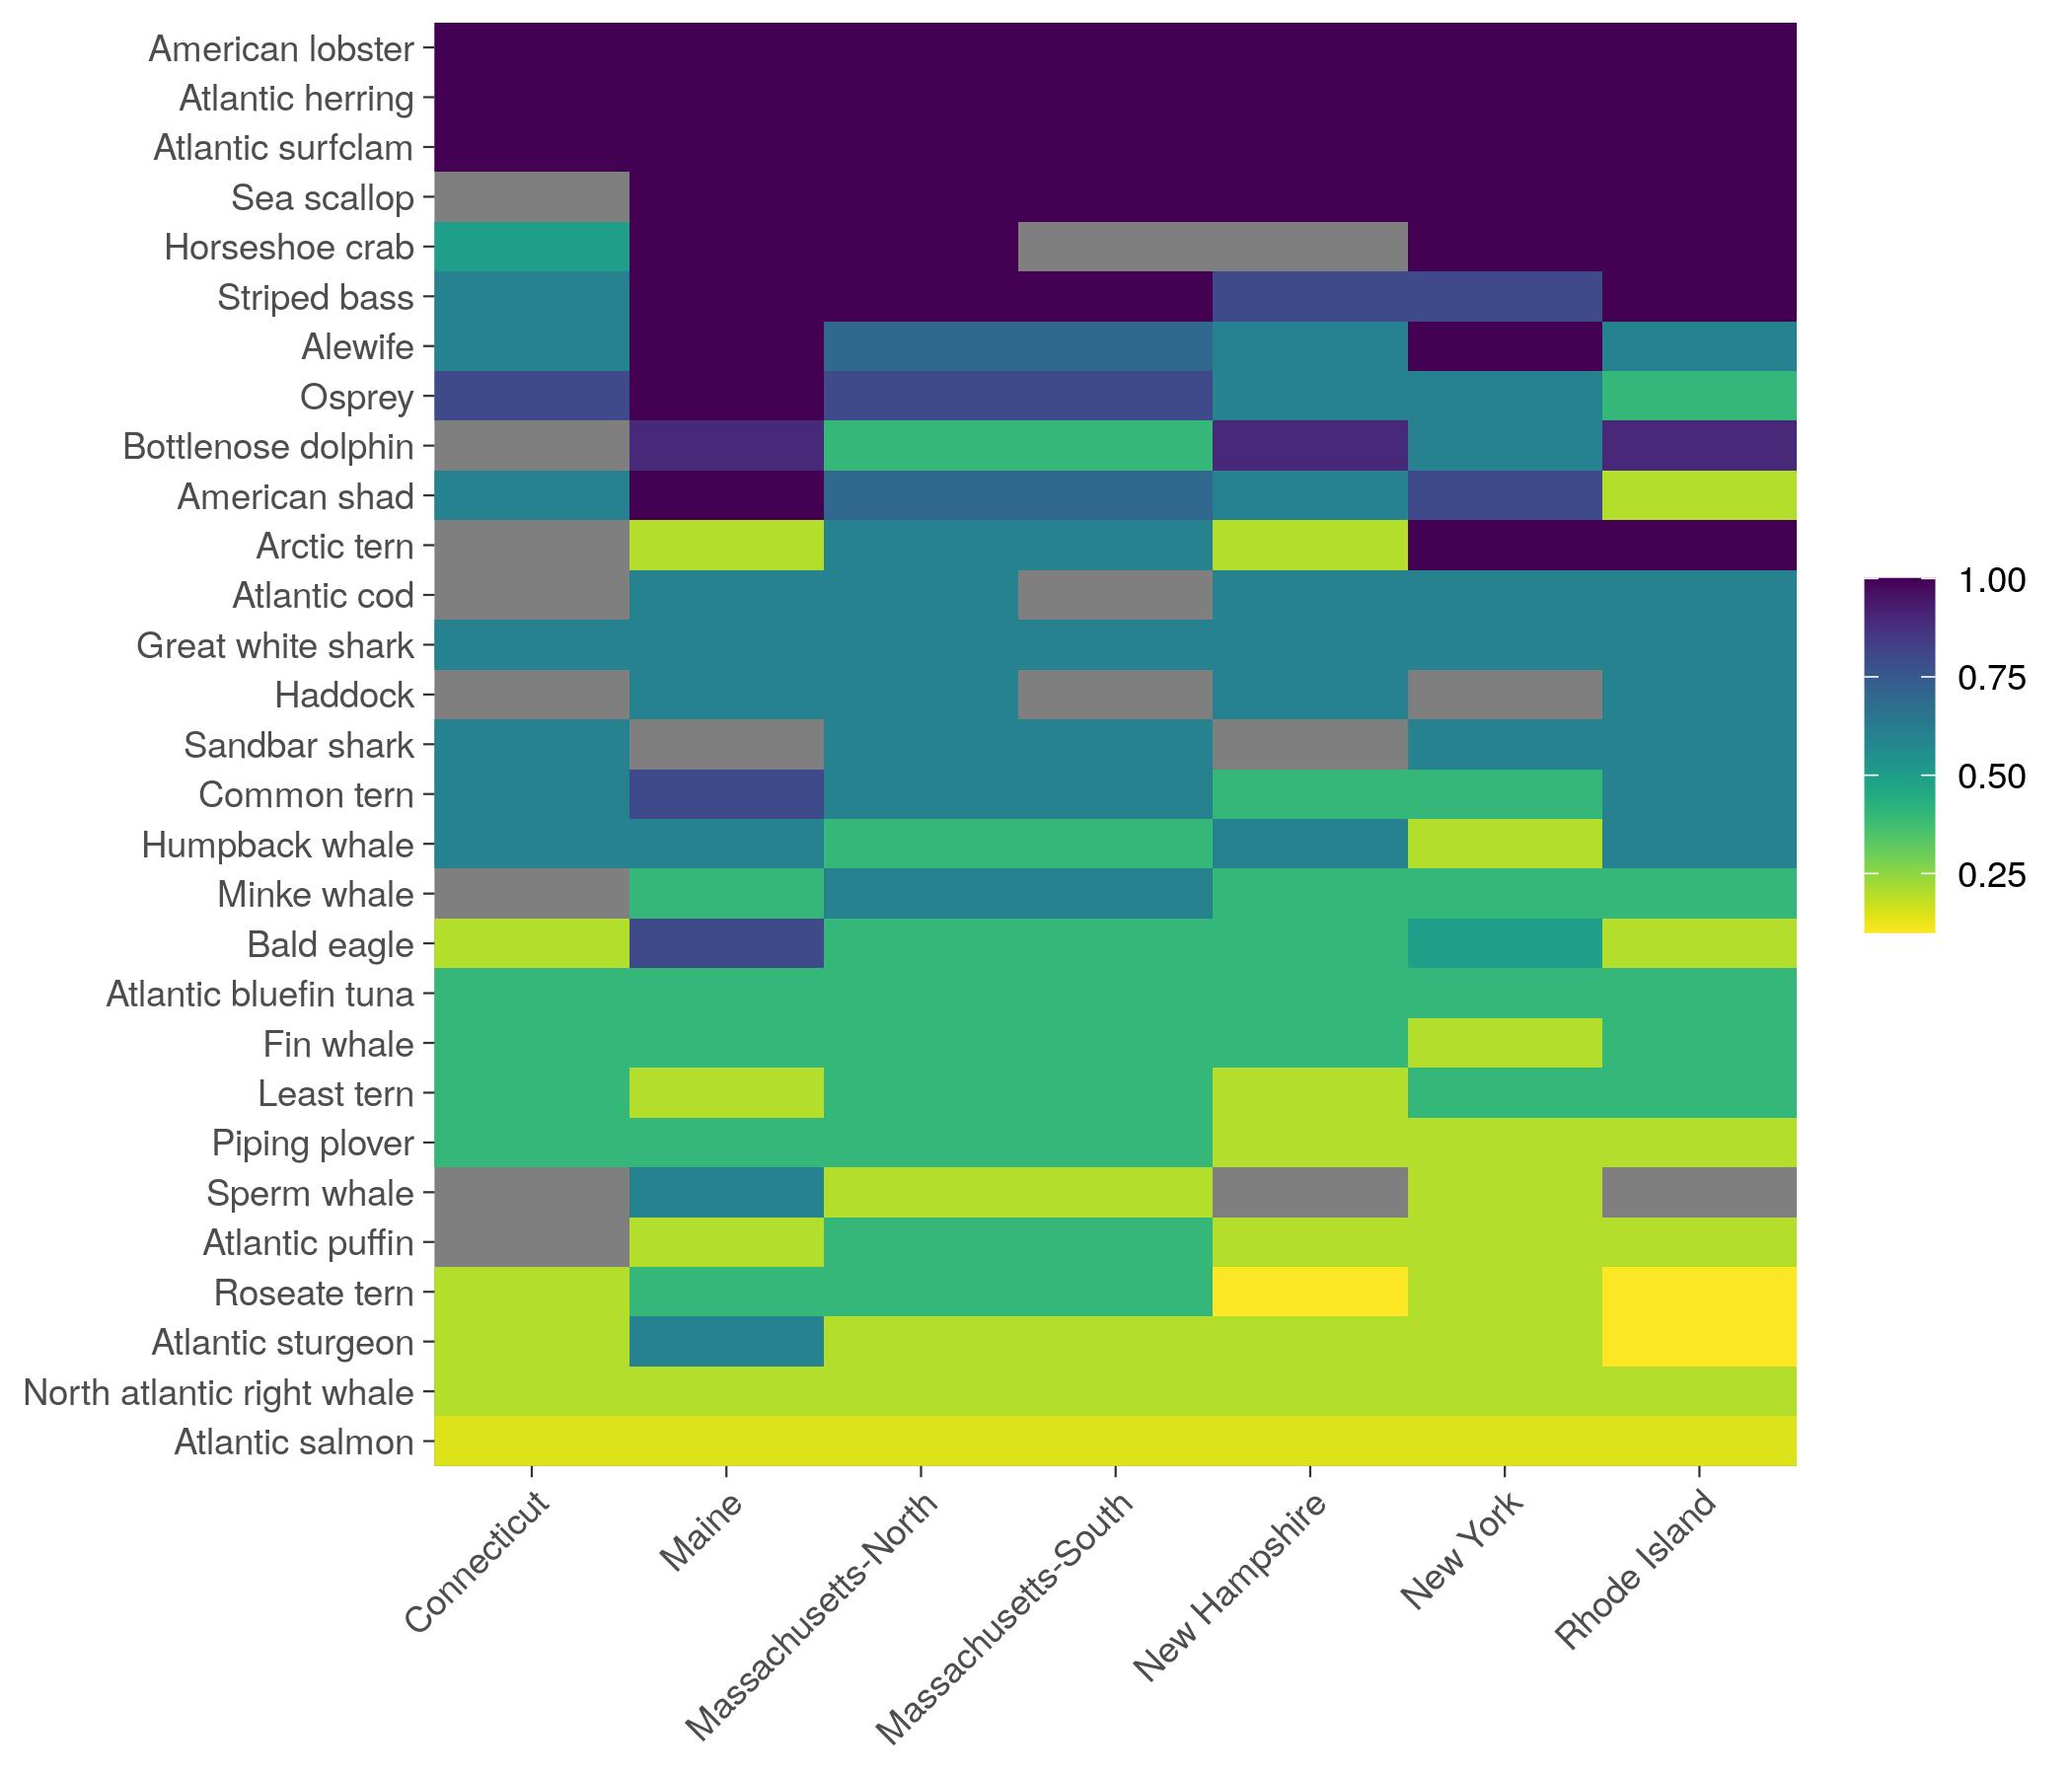 American lobster
Atlantic herring
Atlantic surfclam
Sea scallop
Horseshoe crab
Striped bass
Alewife
Osprey
Bottlenose dolphin
American shad
Arctic tern
Atlantic cod
Great white shark
Haddock
Sandbar shark
Common tern
Humpback whale
Minke whale
Bald eagle
Atlantic bluefin tuna
Fin whale
Least tern
Piping plover
Sperm whale
Atlantic puffin
Roseate tern
Atlantic sturgeon
North atlantic right whale
Atlantic salmon
Connecticut
Maine
Massachusetts-North
Massachusetts-South
New Hampshire
New York
Rhode Island
1.00
0.75
0.50
0.25